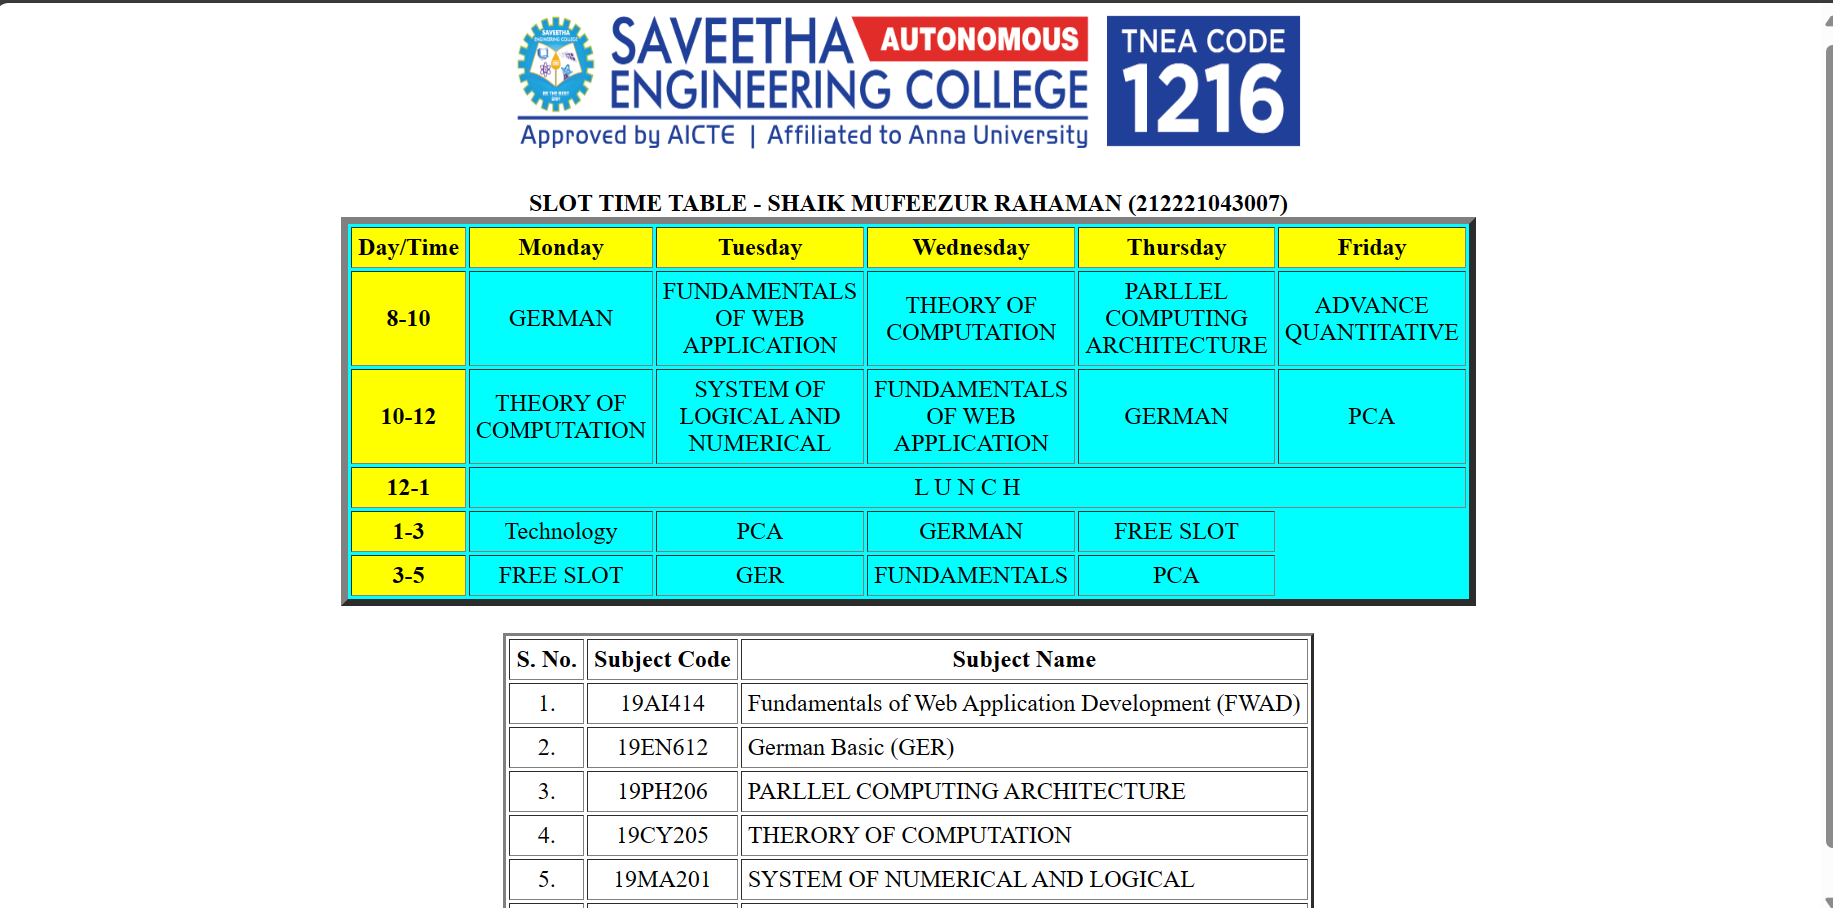 SAVEETHA AUTONOMOUS
ENGINEERING COLLEGE
Approved by AICTE | Affiliated to Anna University
TNEA CODE
1216
SAVEETHA
ENGINEERING COLLEGE
SLOT TIME TABLE - SHAIK MUFEEZUR RAHAMAN (212221043007)
Day/Time Monday Tuesday Wednesday Thursday Friday
8-10
GERMAN
FUNDAMENTALS
OF WEB
APPLICATION
THEORY OF
COMPUTATION
PARLLEL
COMPUTING
ARCHITECTURE
ADVANCE
QUANTITATIVE
10-12
THEORY OF
COMPUTATION
SYSTEM OF
LOGICAL AND
NUMERICAL
FUNDAMENTALS
OF WEB
APPLICATION
GERMAN
PCA
12-1 L U N C H
1-3 Technology PCA GERMAN FREE SLOT
3-5 FREE SLOT GER FUNDAMENTALS PCA
S. No. Subject Code Subject Name
1. 19AI414 Fundamentals of Web Application Development (FWAD)
2. 19EN612 German Basic (GER)
3. 19PH206 PARLLEL COMPUTING ARCHITECTURE
4. 19CY205 THERORY OF COMPUTATION
5. 19MA201 SYSTEM OF NUMERICAL AND LOGICAL